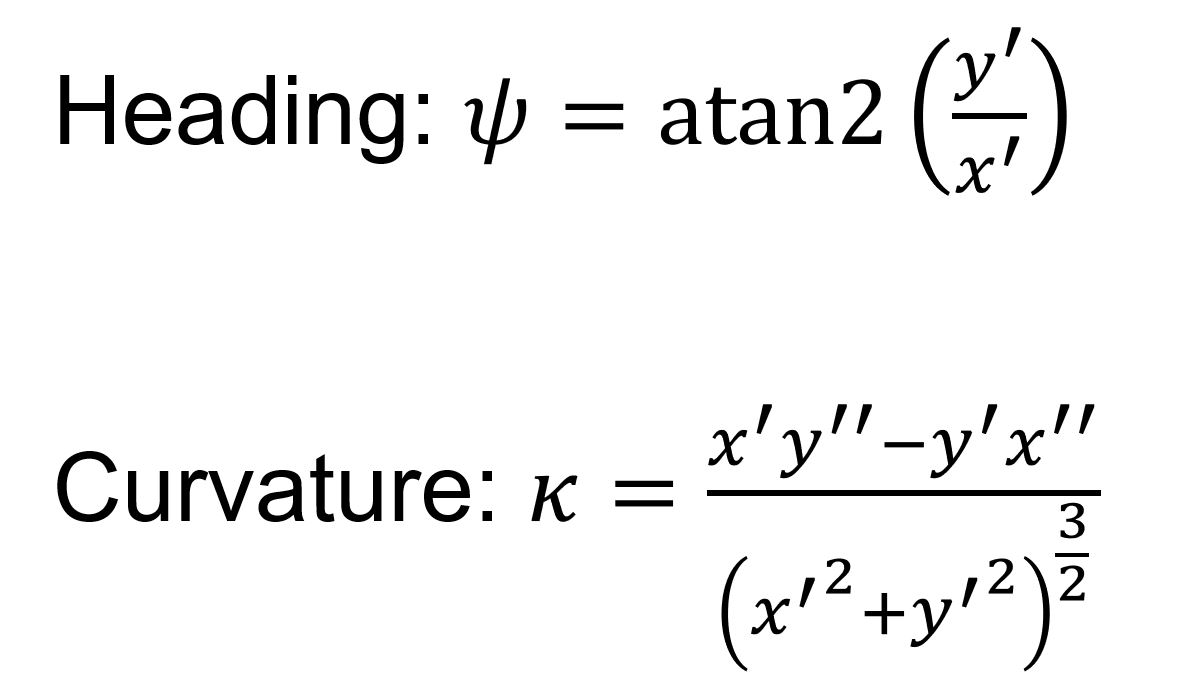 Heading: ψ = atan2 (y′/x′)
Curvature: κ = (x′y′′−y′x′′)/(x′²+y′²)^(3/2)